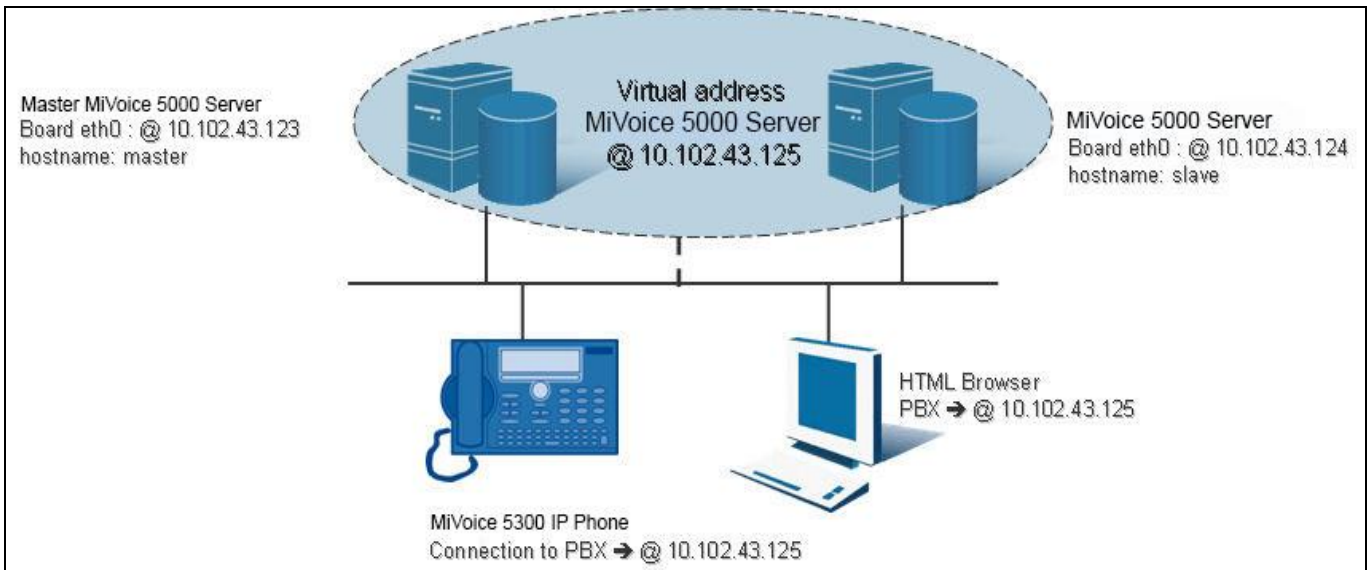 Master MiVoice 5000 Server
Board eth0 : @ 10.102.43.123
hostname: master
Virtual address
MiVoice 5000 Server
@ 10.102.43.125
MiVoice 5000 Server
Board eth0 : @ 10.102.43.124
hostname: slave
HTML Browser
PBX ➔ @ 10.102.43.125
MiVoice 5300 IP Phone
Connection to PBX ➔ @ 10.102.43.125